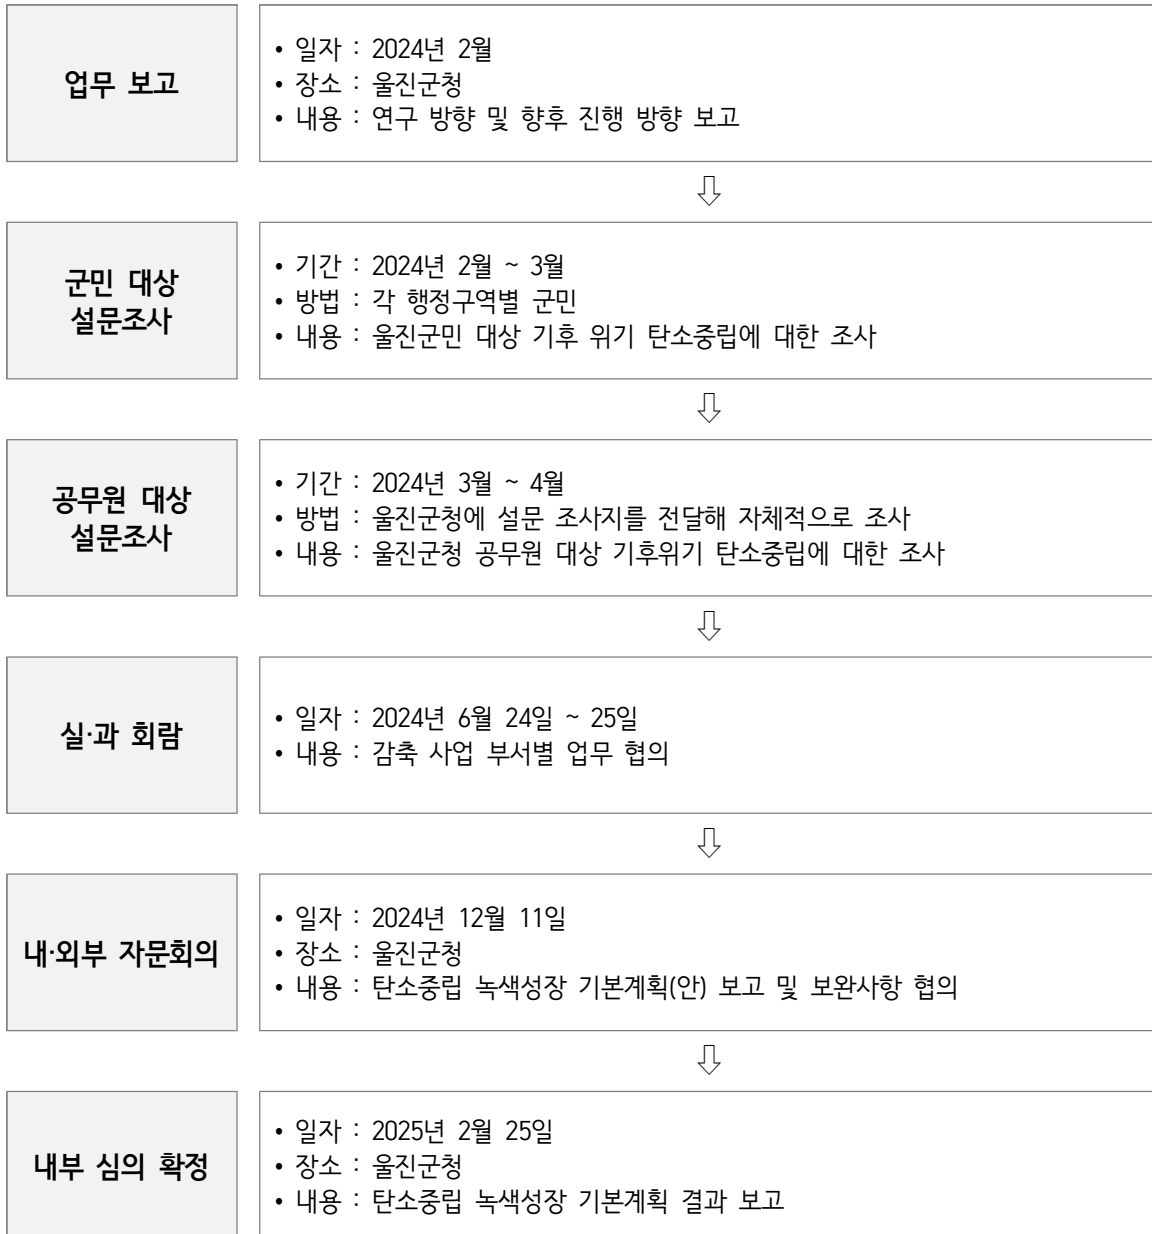 업무 보고
• 일자 : 2024년 2월
• 장소 : 울진군청
• 내용 : 연구 방향 및 향후 진행 방향 보고
⇩
군민 대상
설문조사
• 기간 : 2024년 2월 ~ 3월
• 방법 : 각 행정구역별 군민
• 내용 : 울진군민 대상 기후 위기 탄소중립에 대한 조사
⇩
공무원 대상
설문조사
• 기간 : 2024년 3월 ~ 4월
• 방법 : 울진군청에 설문 조사지를 전달해 자체적으로 조사
• 내용 : 울진군청 공무원 대상 기후위기 탄소중립에 대한 조사
⇩
실·과 회람
• 일자 : 2024년 6월 24일 ~ 25일
• 내용 : 감축 사업 부서별 업무 협의
⇩
내·외부 자문회의
• 일자 : 2024년 12월 11일
• 장소 : 울진군청
• 내용 : 탄소중립 녹색성장 기본계획(안) 보고 및 보완사항 협의
⇩
내부 심의 확정
• 일자 : 2025년 2월 25일
• 장소 : 울진군청
• 내용 : 탄소중립 녹색성장 기본계획 결과 보고